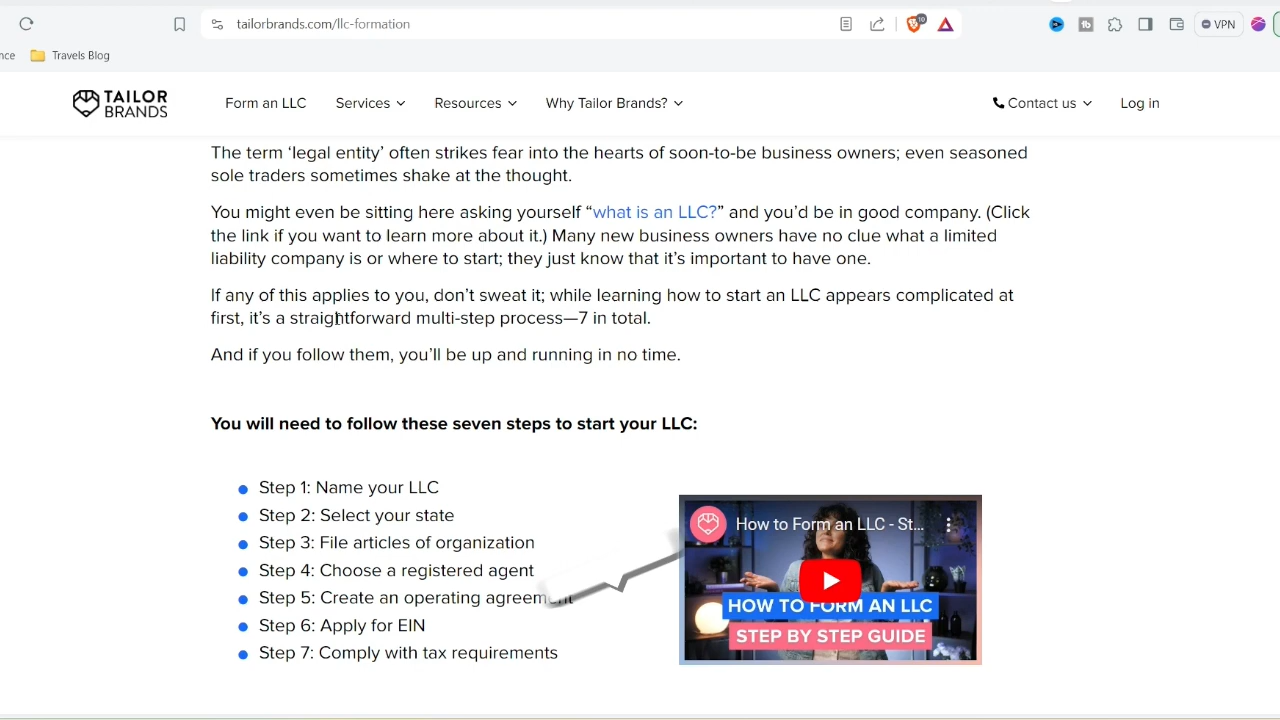 tailorbrands.com/llc-formation
10
VPN
nce
Travels Blog
TAILOR
BRANDS
Form an LLC
Services
Resources
Why Tailor Brands?
Contact us
Log in
The term ‘legal entity’ often strikes fear into the hearts of soon-to-be business owners; even seasoned
sole traders sometimes shake at the thought.
You might even be sitting here asking yourself “what is an LLC?” and you’d be in good company. (Click
the link if you want to learn more about it.) Many new business owners have no clue what a limited
liability company is or where to start; they just know that it’s important to have one.
If any of this applies to you, don’t sweat it; while learning how to start an LLC appears complicated at
first, it’s a straightforward multi-step process—7 in total.
And if you follow them, you’ll be up and running in no time.
You will need to follow these seven steps to start your LLC:
Step 1: Name your LLC
Step 2: Select your state
Step 3: File articles of organization
Step 4: Choose a registered agent
Step 5: Create an operating agreement
Step 6: Apply for EIN
Step 7: Comply with tax requirements
How to Form an LLC - St...
HOW TO FORM AN LLC
STEP BY STEP GUIDE